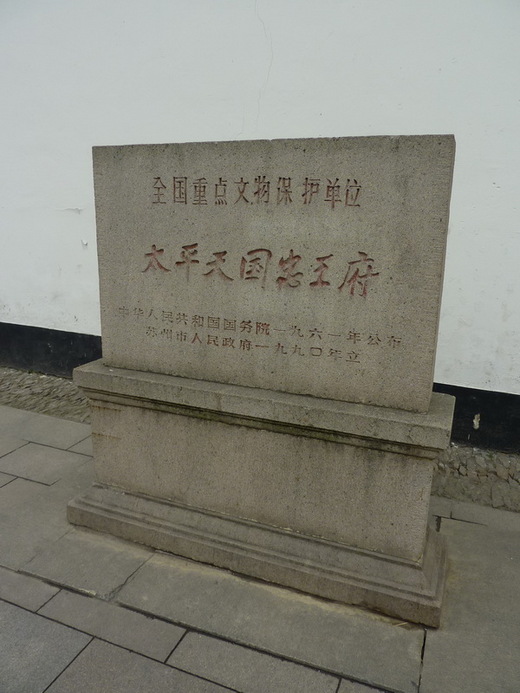 全国重点文物保护单位
太平天国忠王府
中华人民共和国国务院一九六一年公布
苏州市人民政府一九九〇年立